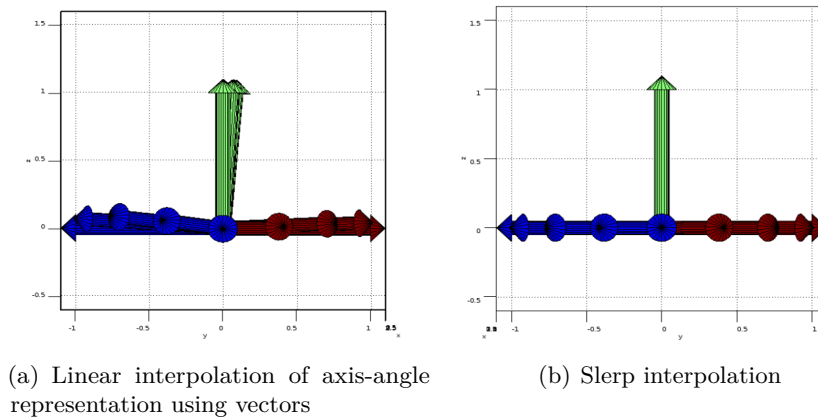 1.5
1
0.5
0
-0.5
z
-1
-0.5
0
0.5
1
y
x
1.5
1
0.5
0
-0.5
z
x
-1
-0.5
0
0.5
1
y
(a) Linear interpolation of axis-angle
representation using vectors
(b) Slerp interpolation